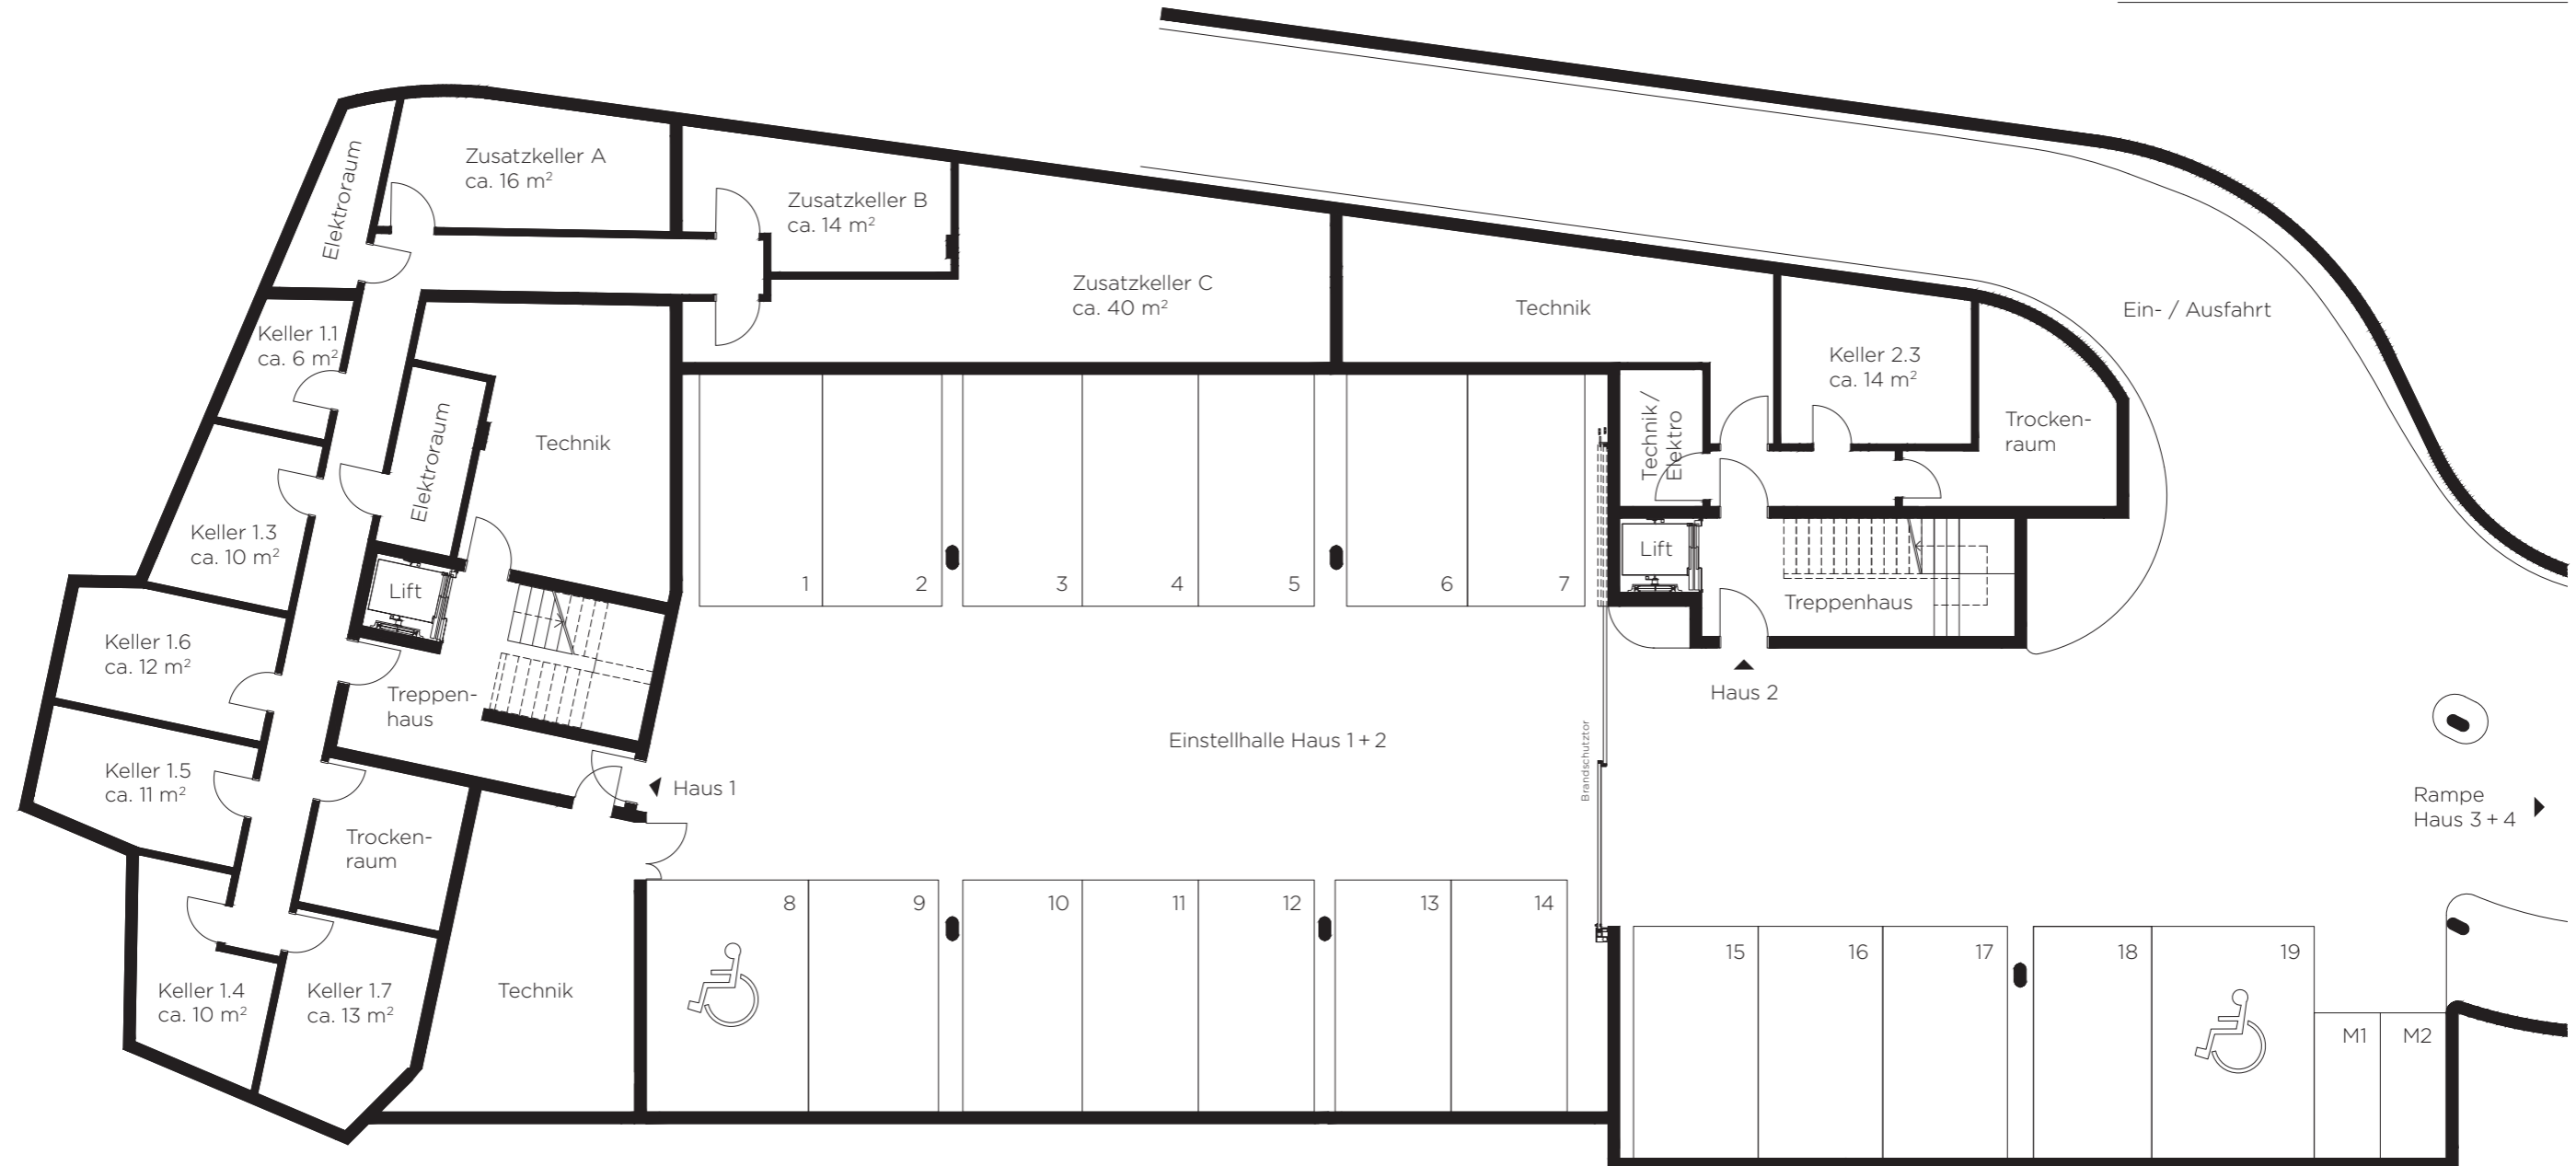 Elektroraum
Zusatzkeller A
ca. 16 m²
Zusatzkeller B
ca. 14 m²
Zusatzkeller C
ca. 40 m²
Technik
Ein- / Ausfahrt
Keller 1.1
ca. 6 m²
Elektroraum
Technik
Keller 2.3
ca. 14 m²
Technik /
Elektro
Trocken-
raum
Keller 1.3
ca. 10 m²
Lift
Lift
Treppenhaus
1
2
3
4
5
6
7
Keller 1.6
ca. 12 m²
Treppen-
haus
Haus 2
Einstellhalle Haus 1 + 2
Brandschutztor
Keller 1.5
ca. 11 m²
Haus 1
Rampe
Haus 3 + 4
Trocken-
raum
8
9
10
11
12
13
14
15
16
17
18
19
Keller 1.4
ca. 10 m²
Keller 1.7
ca. 13 m²
Technik
M1
M2